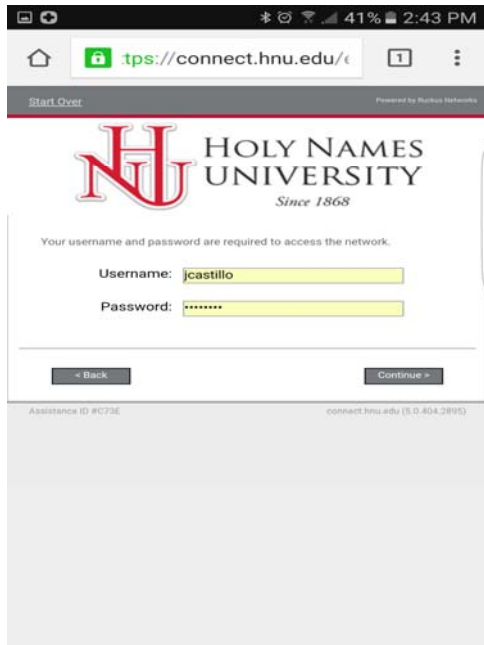 41% 2:43 PM
tps://connect.hnu.edu/e
1
Start Over
Powered by Ruckus Networks
HNU
HOLY NAMES
UNIVERSITY
Since 1868
Your username and password are required to access the network.
Username: jcastillo
Password: ••••••••
< Back
Continue >
Assistance ID #C73E
connect.hnu.edu (5.0.404.2895)